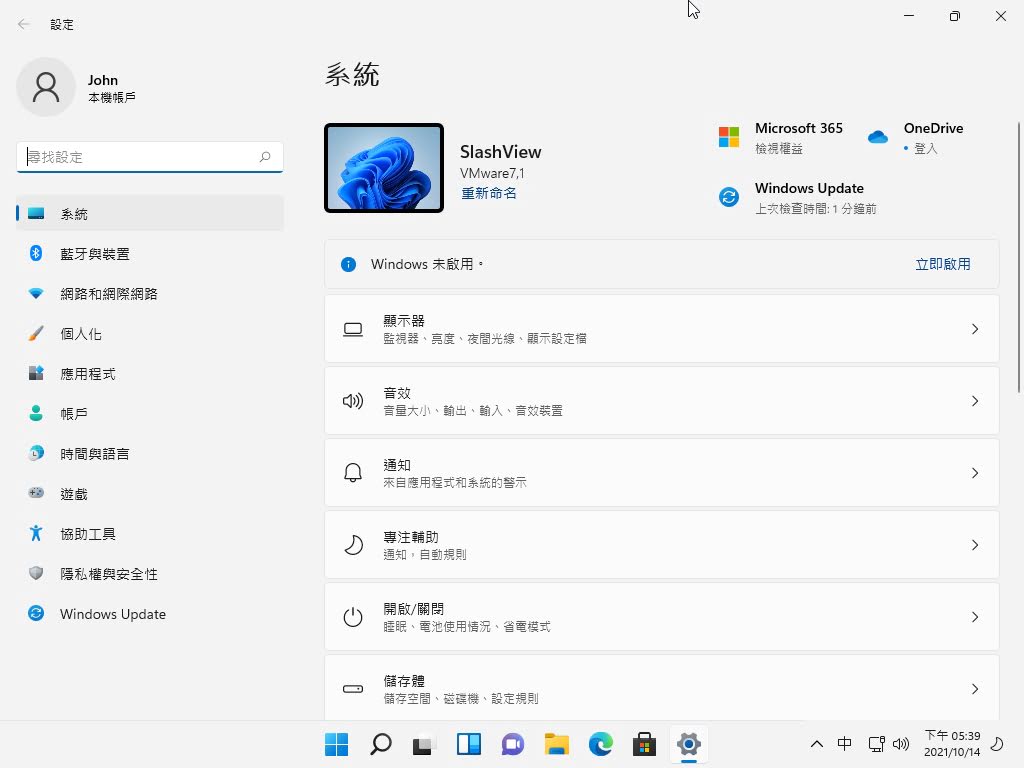 設定
John
本機帳戶
尋找設定
系統
藍牙與裝置
網路和網際網路
個人化
應用程式
帳戶
時間與語言
遊戲
協助工具
隱私權與安全性
Windows Update
系統
SlashView
VMware7,1
重新命名
Microsoft 365
檢視權益
OneDrive
• 登入
Windows Update
上次檢查時間: 1 分鐘前
Windows 未啟用。
立即啟用
顯示器
監視器、亮度、夜間光線、顯示設定檔
音效
音量大小、輸出、輸入、音效裝置
通知
來自應用程式和系統的警示
專注輔助
通知，自動規則
開啟/關閉
睡眠、電池使用情況、省電模式
儲存體
儲存空間、磁碟機、設定規則
中
下午 05:39
2021/10/14